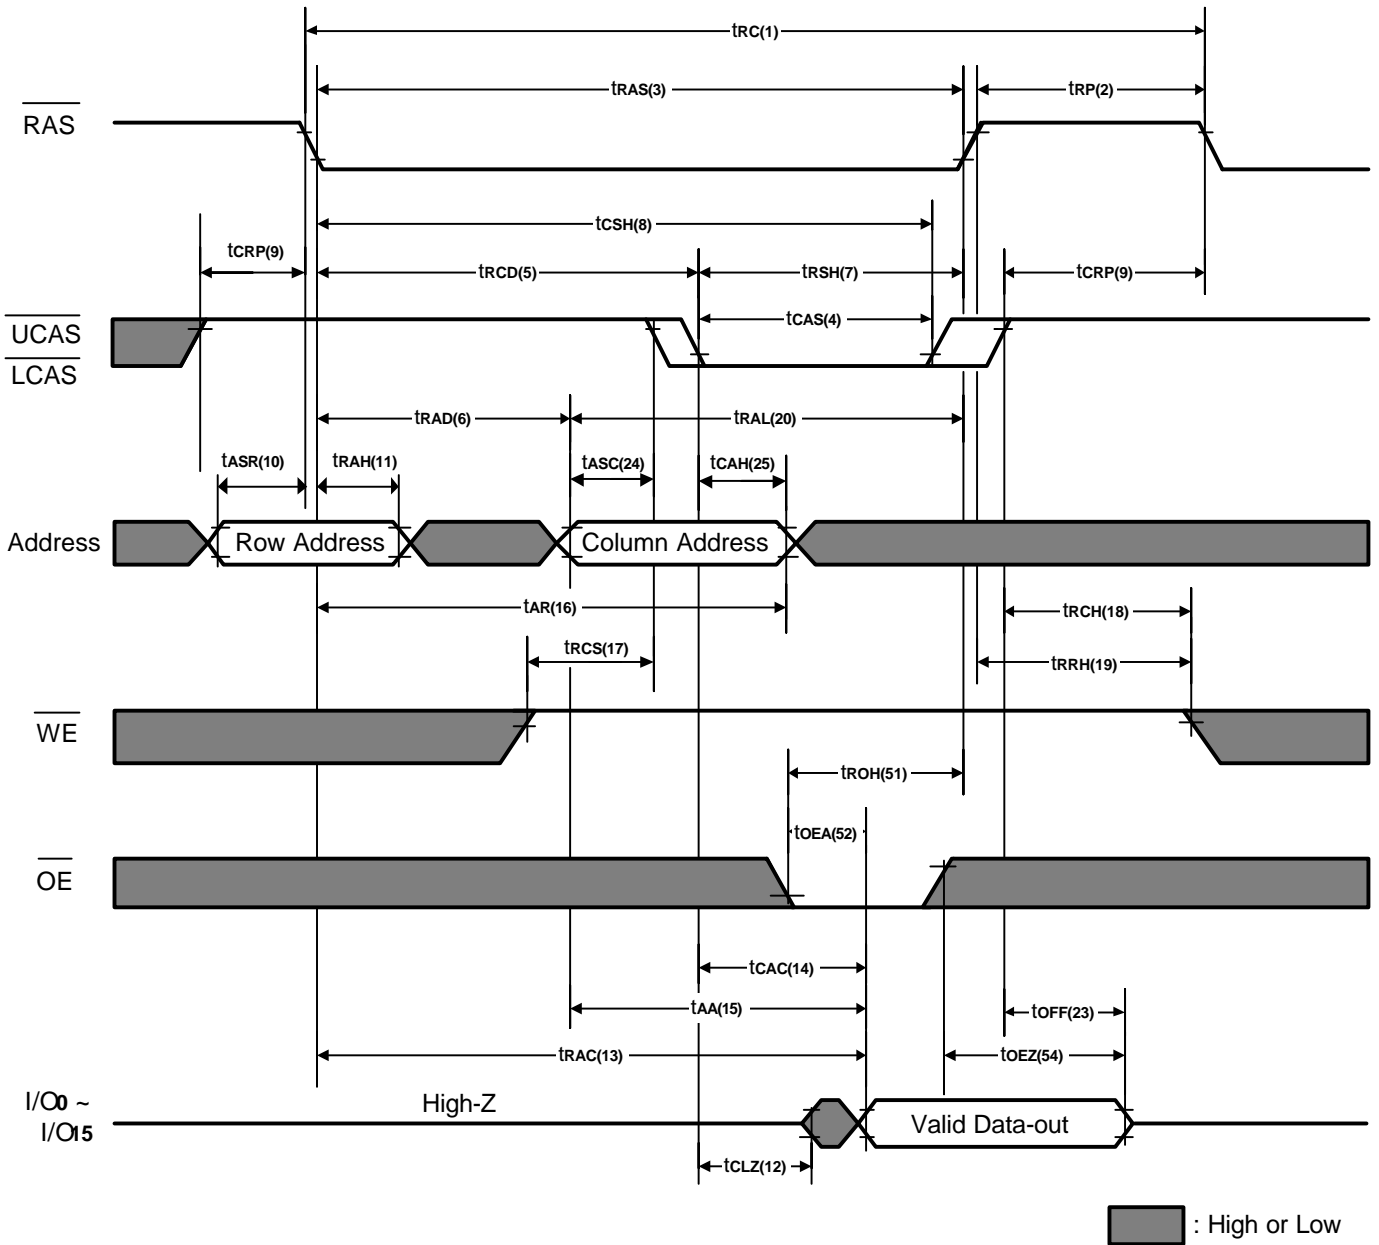 tRC(1)
tRAS(3)
tRP(2)
RAS
tCSH(8)
tCRP(9)
tRCD(5)
tRSH(7)
tCRP(9)
UCAS
tCAS(4)
LCAS
tRAD(6)
tRAL(20)
tASR(10)
tRAH(11)
tASC(24)
tCAH(25)
Address
Row Address
Column Address
tAR(16)
tRCH(18)
tRCS(17)
tRRH(19)
WE
tROH(51)
tOEA(52)
OE
tCAC(14)
tAA(15)
tOFF(23)
tRAC(13)
tOEZ(54)
I/O0 ~
I/O15
High-Z
Valid Data-out
tCLZ(12)
: High or Low